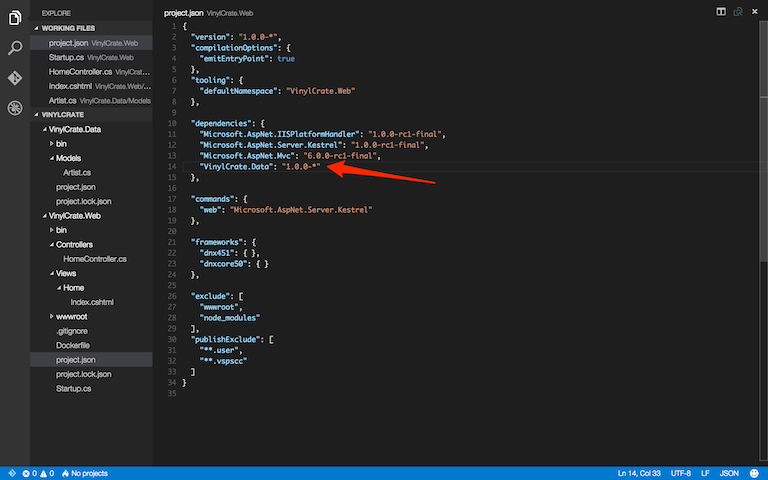 EXPLORE
WORKING FILES
project.json VinylCrate.Web
Startup.cs VinylCrate.Web
HomeController.cs VinylCrat...
Index.cshtml VinylCrate.Web/...
Artist.cs VinylCrate.Data/Models
VINYLCRATE
VinylCrate.Data
bin
Models
Artist.cs
project.json
project.lock.json
VinylCrate.Web
bin
Controllers
HomeController.cs
Views
Home
Index.cshtml
wwwroot
.gitignore
Dockerfile
project.json
project.lock.json
Startup.cs
project.json VinylCrate.Web
1 {
2 "version": "1.0.0-*",
3 "compilationOptions": {
4 "emitEntryPoint": true
5 },
6 "tooling": {
7 "defaultNamespace": "VinylCrate.Web"
8 },
9
10 "dependencies": {
11 "Microsoft.AspNet.IISPlatformHandler": "1.0.0-rc1-final",
12 "Microsoft.AspNet.Server.Kestrel": "1.0.0-rc1-final",
13 "Microsoft.AspNet.Mvc": "6.0.0-rc1-final",
14 "VinylCrate.Data": "1.0.0-*"
15 },
16
17 "commands": {
18 "web": "Microsoft.AspNet.Server.Kestrel"
19 },
20
21 "frameworks": {
22 "dnx451": { },
23 "dnxcore50": { }
24 },
25
26 "exclude": [
27 "wwwroot",
28 "node_modules"
29 ],
30 "publishExclude": [
31 "**.user",
32 "**.vspscc"
33 ]
34 }
35
0 0 No projects
Ln 14, Col 33 UTF-8 LF JSON